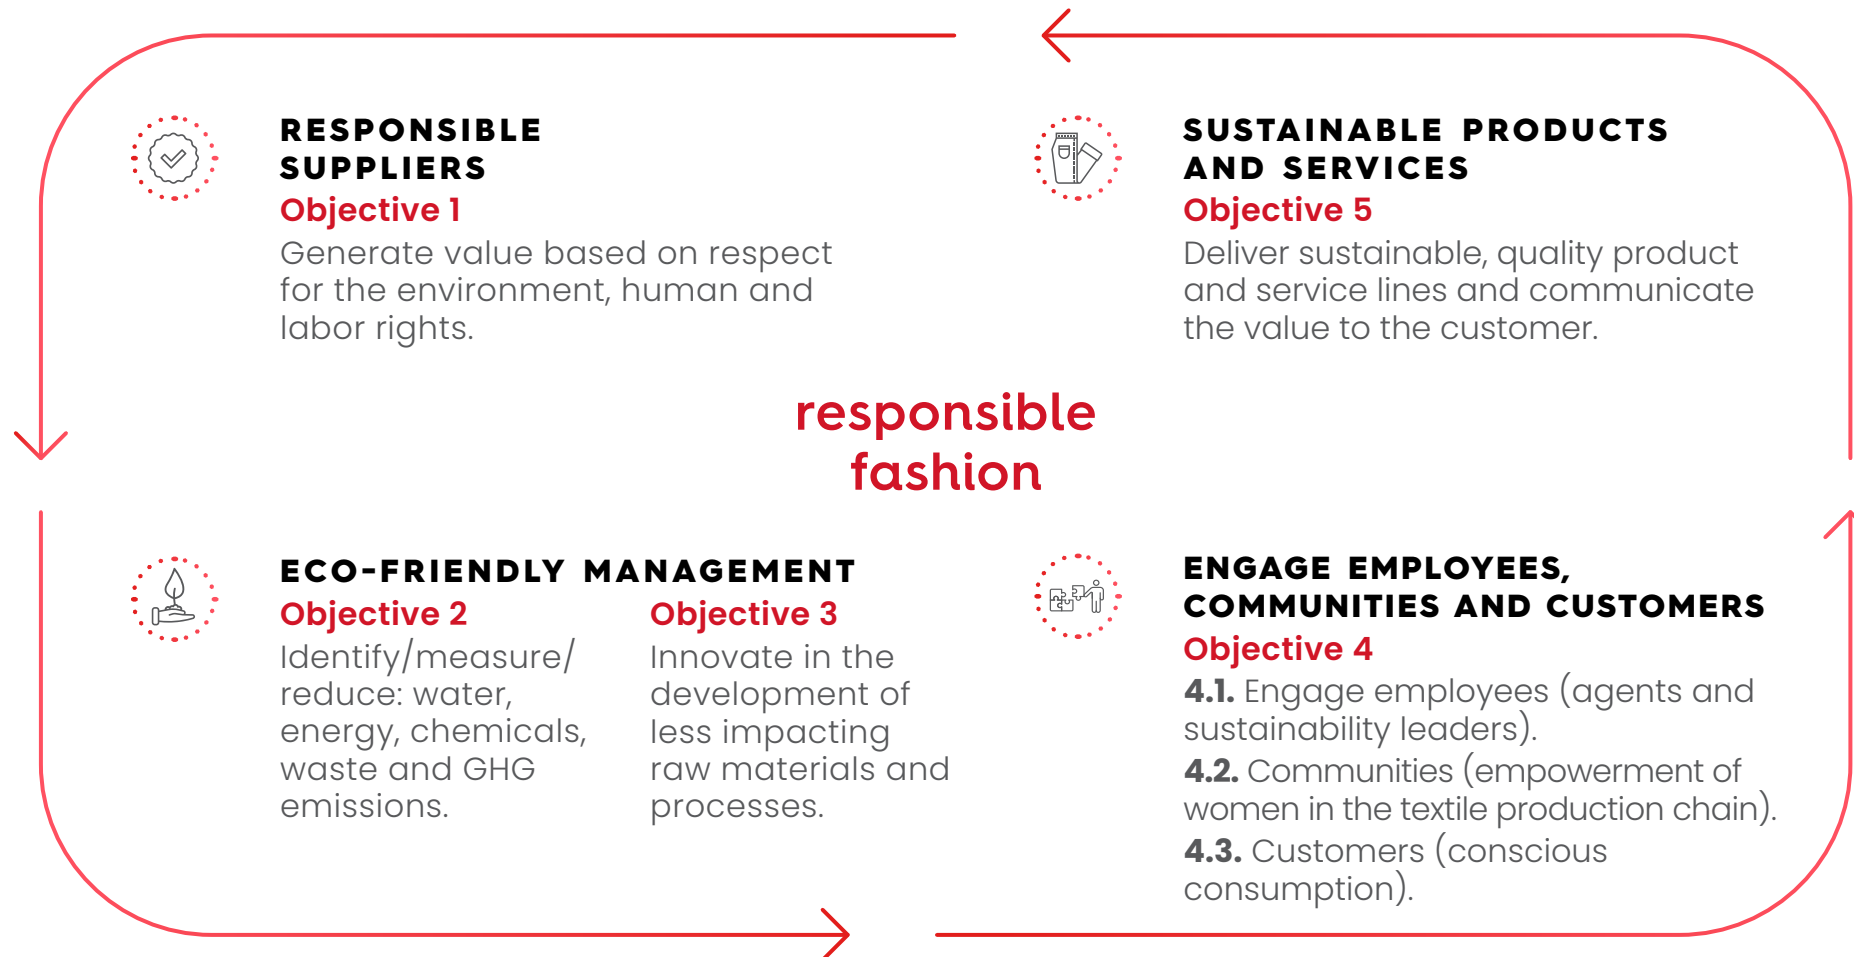 RESPONSIBLE
SUPPLIERS
Objective 1
Generate value based on respect
for the environment, human and
labor rights.
SUSTAINABLE PRODUCTS
AND SERVICES
Objective 5
Deliver sustainable, quality product
and service lines and communicate
the value to the customer.
responsible
fashion
ECO-FRIENDLY MANAGEMENT
Objective 2
Identify/measure/
reduce: water,
energy, chemicals,
waste and GHG
emissions.
Objective 3
Innovate in the
development of
less impacting
raw materials and
processes.
ENGAGE EMPLOYEES,
COMMUNITIES AND CUSTOMERS
Objective 4
4.1. Engage employees (agents and
sustainability leaders).
4.2. Communities (empowerment of
women in the textile production chain).
4.3. Customers (conscious
consumption).